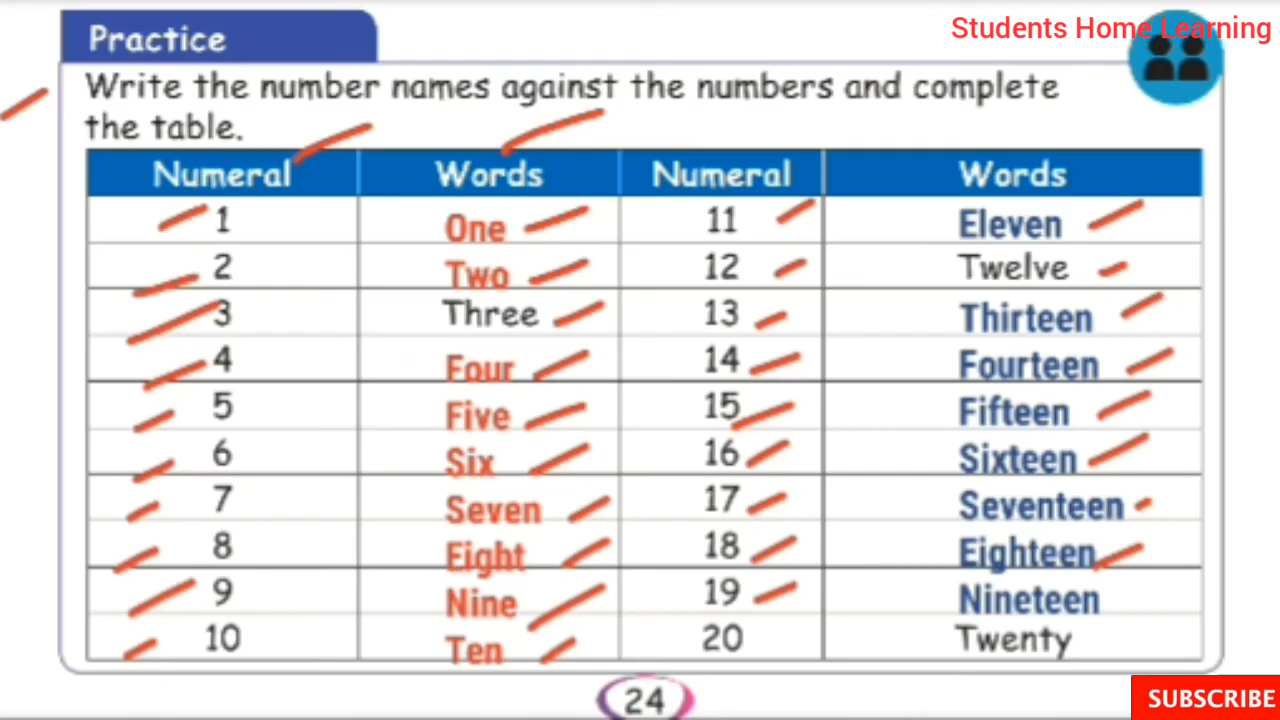 Students Home Learning
Practice
Write the number names against the numbers and complete
the table.
Numeral Words Numeral Words
1 One 11 Eleven
2 Two 12 Twelve
3 Three 13 Thirteen
4 Four 14 Fourteen
5 Five 15 Fifteen
6 Six 16 Sixteen
7 Seven 17 Seventeen
8 Eight 18 Eighteen
9 Nine 19 Nineteen
10 Ten 20 Twenty
24
SUBSCRIBE